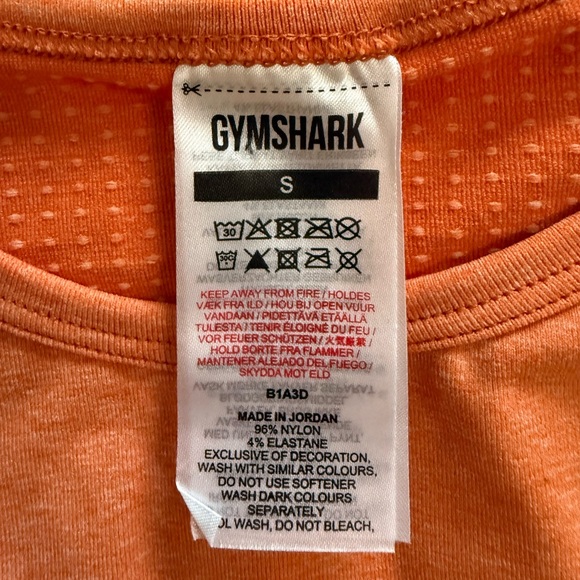 GYMSHARK
S
30
30C
KEEP AWAY FROM FIRE / HOLDES
VÆK FRA ILD / HOU BIJ OPEN VUUR
VANDAAN / PIDETTÄVÄ ETÄÄLLÄ
TULESTA / TENIR ÉLOIGNÉ DU FEU /
VOR FEUER SCHÜTZEN / 火気厳禁 /
HOLD BORTE FRA FLAMMER /
MANTENER ALEJADO DEL FUEGO /
SKYDDA MOT ELD
B1A3D
MADE IN JORDAN
96% NYLON
4% ELASTANE
EXCLUSIVE OF DECORATION,
WASH WITH SIMILAR COLOURS,
DO NOT USE SOFTENER
WASH DARK COLOURS
SEPARATELY
OL WASH, DO NOT BLEACH,